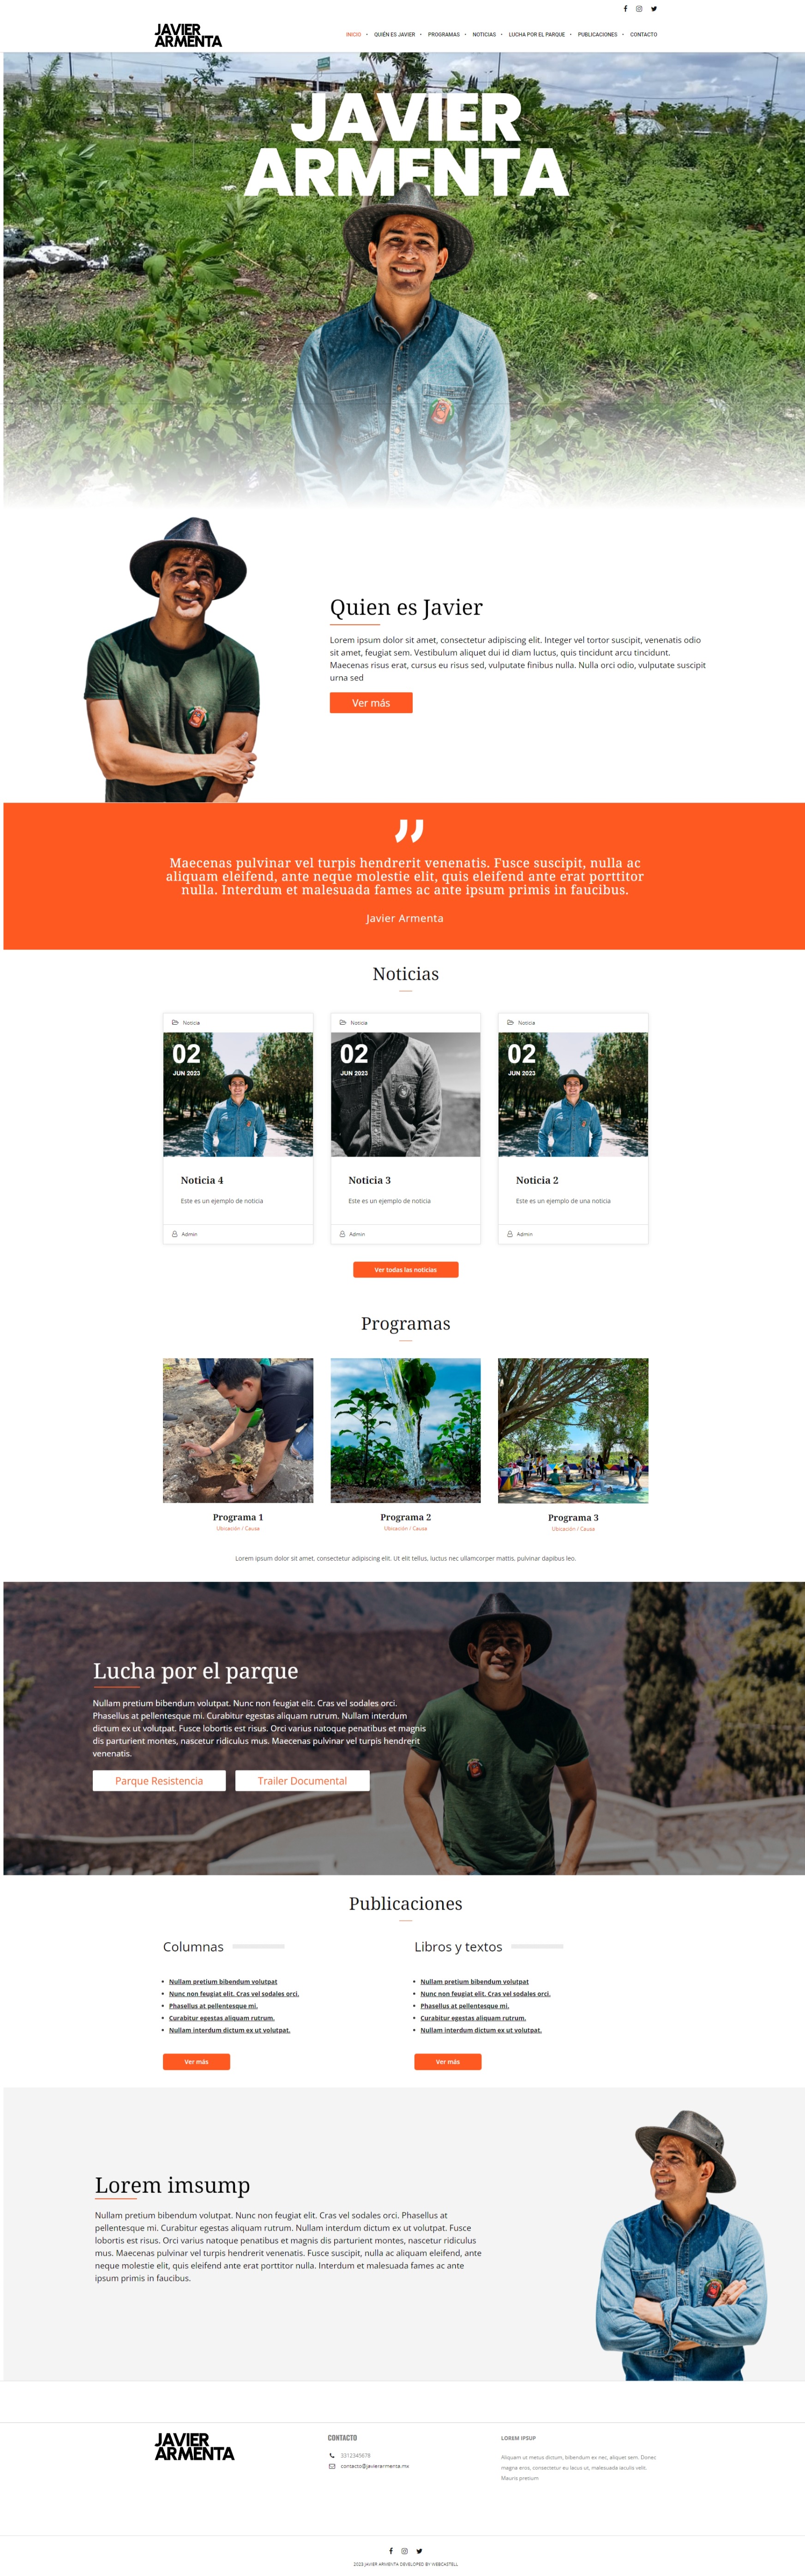 JAVIER
ARMENTA
INICIO • QUIÉN ES JAVIER • PROGRAMAS • NOTICIAS • LUCHA POR EL PARQUE • PUBLICACIONES • CONTACTO
JAVIER
ARMENTA
Quien es Javier
Lorem ipsum dolor sit amet, consectetur adipiscing elit. Integer vel tortor suscipit, venenatis odio
sit amet, feugiat sem. Vestibulum aliquet dui id diam luctus, quis tincidunt arcu tincidunt.
Maecenas risus erat, cursus eu risus sed, vulputate finibus nulla. Nulla orci odio, vulputate suscipit
urna sed
Ver más
”
Maecenas pulvinar vel turpis hendrerit venenatis. Fusce suscipit, nulla ac
aliquam eleifend, ante neque molestie elit, quis eleifend ante erat porttitor
nulla. Interdum et malesuada fames ac ante ipsum primis in faucibus.
Javier Armenta
Noticias
Noticia
02
JUN 2023
Noticia 4
Este es un ejemplo de noticia
Admin
Noticia
02
JUN 2023
Noticia 3
Este es un ejemplo de noticia
Admin
Noticia
02
JUN 2023
Noticia 2
Este es un ejemplo de una noticia
Admin
Ver todas las noticias
Programas
Programa 1
Ubicación / Causa
Programa 2
Ubicación / Causa
Programa 3
Ubicación / Causa
Lorem ipsum dolor sit amet, consectetur adipiscing elit. Ut elit tellus, luctus nec ullamcorper mattis, pulvinar dapibus leo.
Lucha por el parque
Nullam pretium bibendum volutpat. Nunc non feugiat elit. Cras vel sodales orci.
Phasellus at pellentesque mi. Curabitur egestas aliquam rutrum. Nullam interdum
dictum ex ut volutpat. Fusce lobortis est risus. Orci varius natoque penatibus et magnis
dis parturient montes, nascetur ridiculus mus. Maecenas pulvinar vel turpis hendrerit
venenatis.
Parque Resistencia
Trailer Documental
Publicaciones
Columnas
• Nullam pretium bibendum volutpat
• Nunc non feugiat elit. Cras vel sodales orci.
• Phasellus at pellentesque mi.
• Curabitur egestas aliquam rutrum.
• Nullam interdum dictum ex ut volutpat.
Ver más
Libros y textos
• Nullam pretium bibendum volutpat
• Nunc non feugiat elit. Cras vel sodales orci.
• Phasellus at pellentesque mi.
• Curabitur egestas aliquam rutrum.
• Nullam interdum dictum ex ut volutpat.
Ver más
Lorem imsump
Nullam pretium bibendum volutpat. Nunc non feugiat elit. Cras vel sodales orci. Phasellus at
pellentesque mi. Curabitur egestas aliquam rutrum. Nullam interdum dictum ex ut volutpat. Fusce
lobortis est risus. Orci varius natoque penatibus et magnis dis parturient montes, nascetur ridiculus
mus. Maecenas pulvinar vel turpis hendrerit venenatis. Fusce suscipit, nulla ac aliquam eleifend, ante
neque molestie elit, quis eleifend ante erat porttitor nulla. Interdum et malesuada fames ac ante
ipsum primis in faucibus.
JAVIER
ARMENTA
CONTACTO
3312345678
contacto@javierarmenta.mx
LOREM IPSUP
Aliquam ut metus dictum, bibendum ex nec, aliquet sem. Donec
magna eros, consectetur eu lacus ut, malesuada iaculis velit.
Mauris pretium
2023 JAVIER ARMENTA DEVELOPED BY WEBCASTELL